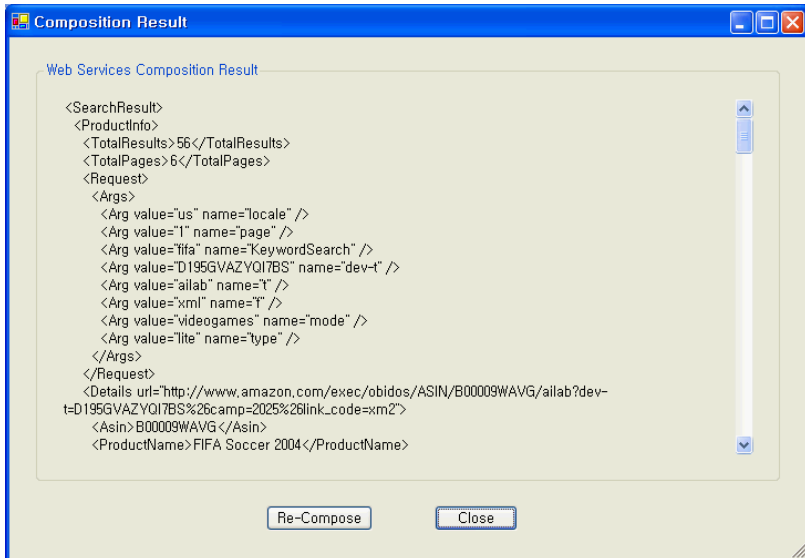 Composition Result
Web Services Composition Result
<SearchResult>
<ProductInfo>
<TotalResults>56</TotalResults>
<TotalPages>6</TotalPages>
<Request>
<Args>
<Arg value="us" name="locale" />
<Arg value="1" name="page" />
<Arg value="fifa" name="KeywordSearch" />
<Arg value="D195GVAZYQI7BS" name="dev-t" />
<Arg value="ailab" name="t" />
<Arg value="xml" name="f" />
<Arg value="videogames" name="mode" />
<Arg value="lite" name="type" />
</Args>
</Request>
<Details url="http://www.amazon.com/exec/obidos/ASIN/B00009WAVG/ailab?dev-
t=D195GVAZYQI7BS%26camp=2025%26link_code=xm2">
<Asin>B00009WAVG</Asin>
<ProductName>FIFA Soccer 2004</ProductName>
Re-Compose
Close